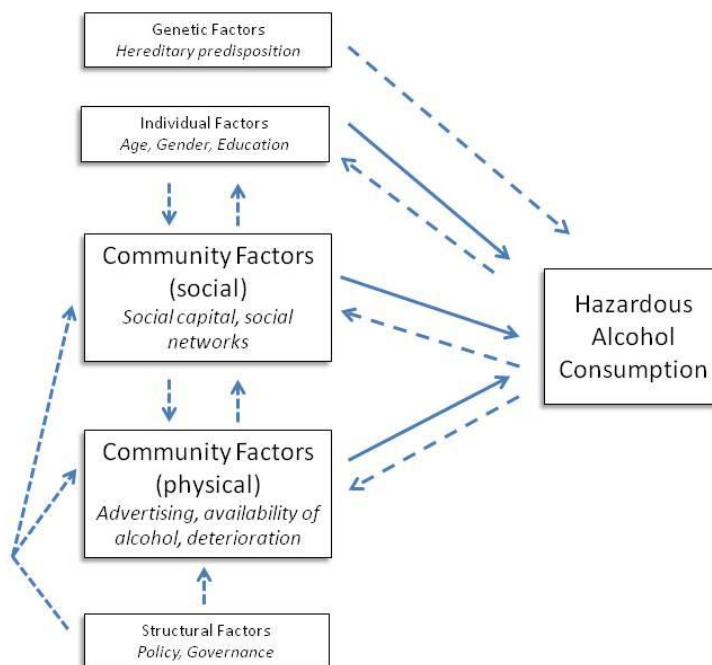 Genetic Factors
Hereditary predisposition
Individual Factors
Age, Gender, Education
Community Factors
(social)
Social capital, social
networks
Hazardous
Alcohol
Consumption
Community Factors
(physical)
Advertising, availability of
alcohol, deterioration
Structural Factors
Policy, Governance